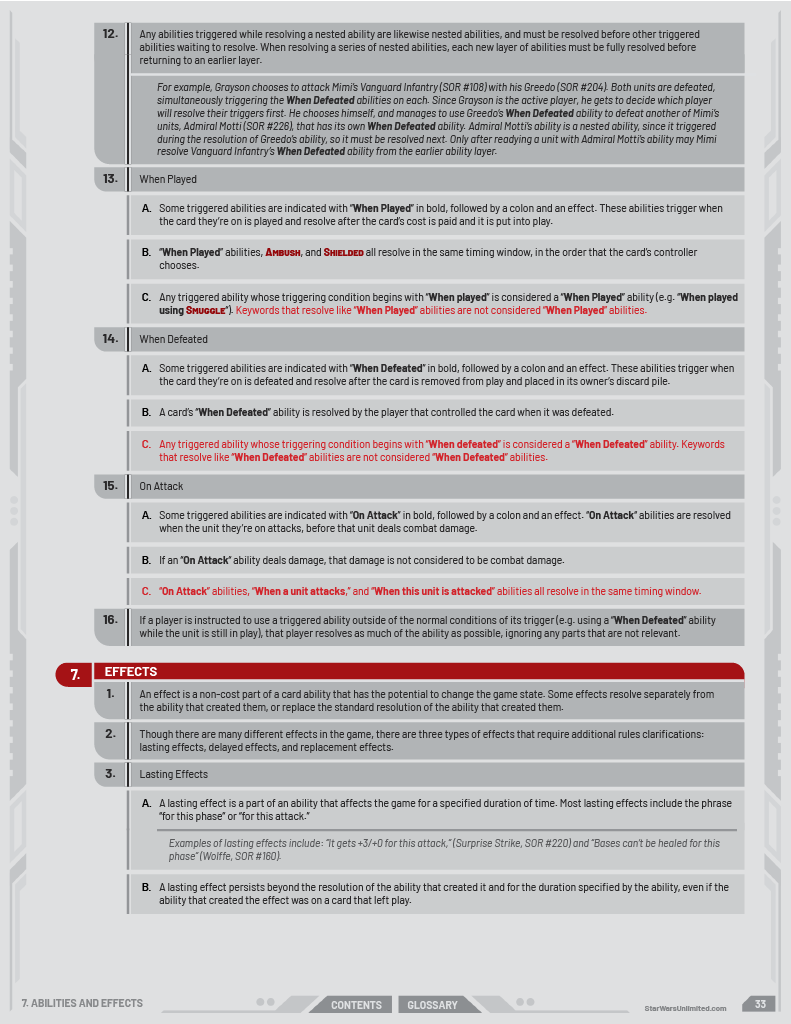 12. Any abilities triggered while resolving a nested ability are likewise nested abilities, and must be resolved before other triggered
abilities waiting to resolve. When resolving a series of nested abilities, each new layer of abilities must be fully resolved before
returning to an earlier layer.
For example, Grayson chooses to attack Mimi's Vanguard Infantry (SOR #108) with his Greedo (SOR #204). Both units are defeated,
simultaneously triggering the When Defeated abilities on each. Since Grayson is the active player, he gets to decide which player
will resolve their triggers first. He chooses himself, and manages to use Greedo's When Defeated ability to defeat another of Mimi's
units, Admiral Motti (SOR #226), that has its own When Defeated ability. Admiral Motti's ability is a nested ability, since it triggered
during the resolution of Greedo's ability, so it must be resolved next. Only after readying a unit with Admiral Motti's ability may Mimi
resolve Vanguard Infantry's When Defeated ability from the earlier ability layer.
13. When Played
A. Some triggered abilities are indicated with "When Played" in bold, followed by a colon and an effect. These abilities trigger when
the card they're on is played and resolve after the card's cost is paid and it is put into play.
B. "When Played" abilities, Ambush, and Shielded all resolve in the same timing window, in the order that the card's controller
chooses.
C. Any triggered ability whose triggering condition begins with "When played" is considered a "When Played" ability (e.g. "When played
using Smuggle"). Keywords that resolve like "When Played" abilities are not considered "When Played" abilities.
14. When Defeated
A. Some triggered abilities are indicated with "When Defeated" in bold, followed by a colon and an effect. These abilities trigger when
the card they're on is defeated and resolve after the card is removed from play and placed in its owner's discard pile.
B. A card's "When Defeated" ability is resolved by the player that controlled the card when it was defeated.
C. Any triggered ability whose triggering condition begins with "When defeated" is considered a "When Defeated" ability. Keywords
that resolve like "When Defeated" abilities are not considered "When Defeated" abilities.
15. On Attack
A. Some triggered abilities are indicated with "On Attack" in bold, followed by a colon and an effect. "On Attack" abilities are resolved
when the unit they're on attacks, before that unit deals combat damage.
B. If an "On Attack" ability deals damage, that damage is not considered to be combat damage.
C. "On Attack" abilities, "When a unit attacks," and "When this unit is attacked" abilities all resolve in the same timing window.
16. If a player is instructed to use a triggered ability outside of the normal conditions of its trigger (e.g. using a "When Defeated" ability
while the unit is still in play), that player resolves as much of the ability as possible, ignoring any parts that are not relevant.
7. EFFECTS
1. An effect is a non-cost part of a card ability that has the potential to change the game state. Some effects resolve separately from
the ability that created them, or replace the standard resolution of the ability that created them.
2. Though there are many different effects in the game, there are three types of effects that require additional rules clarifications:
lasting effects, delayed effects, and replacement effects.
3. Lasting Effects
A. A lasting effect is a part of an ability that affects the game for a specified duration of time. Most lasting effects include the phrase
"for this phase" or "for this attack."
Examples of lasting effects include: "It gets +3/+0 for this attack," (Surprise Strike, SOR #220) and "Bases can't be healed for this
phase" (Wolffe, SOR #160).
B. A lasting effect persists beyond the resolution of the ability that created it and for the duration specified by the ability, even if the
ability that created the effect was on a card that left play.
7. ABILITIES AND EFFECTS
CONTENTS
GLOSSARY
StarWarsUnlimited.com
33